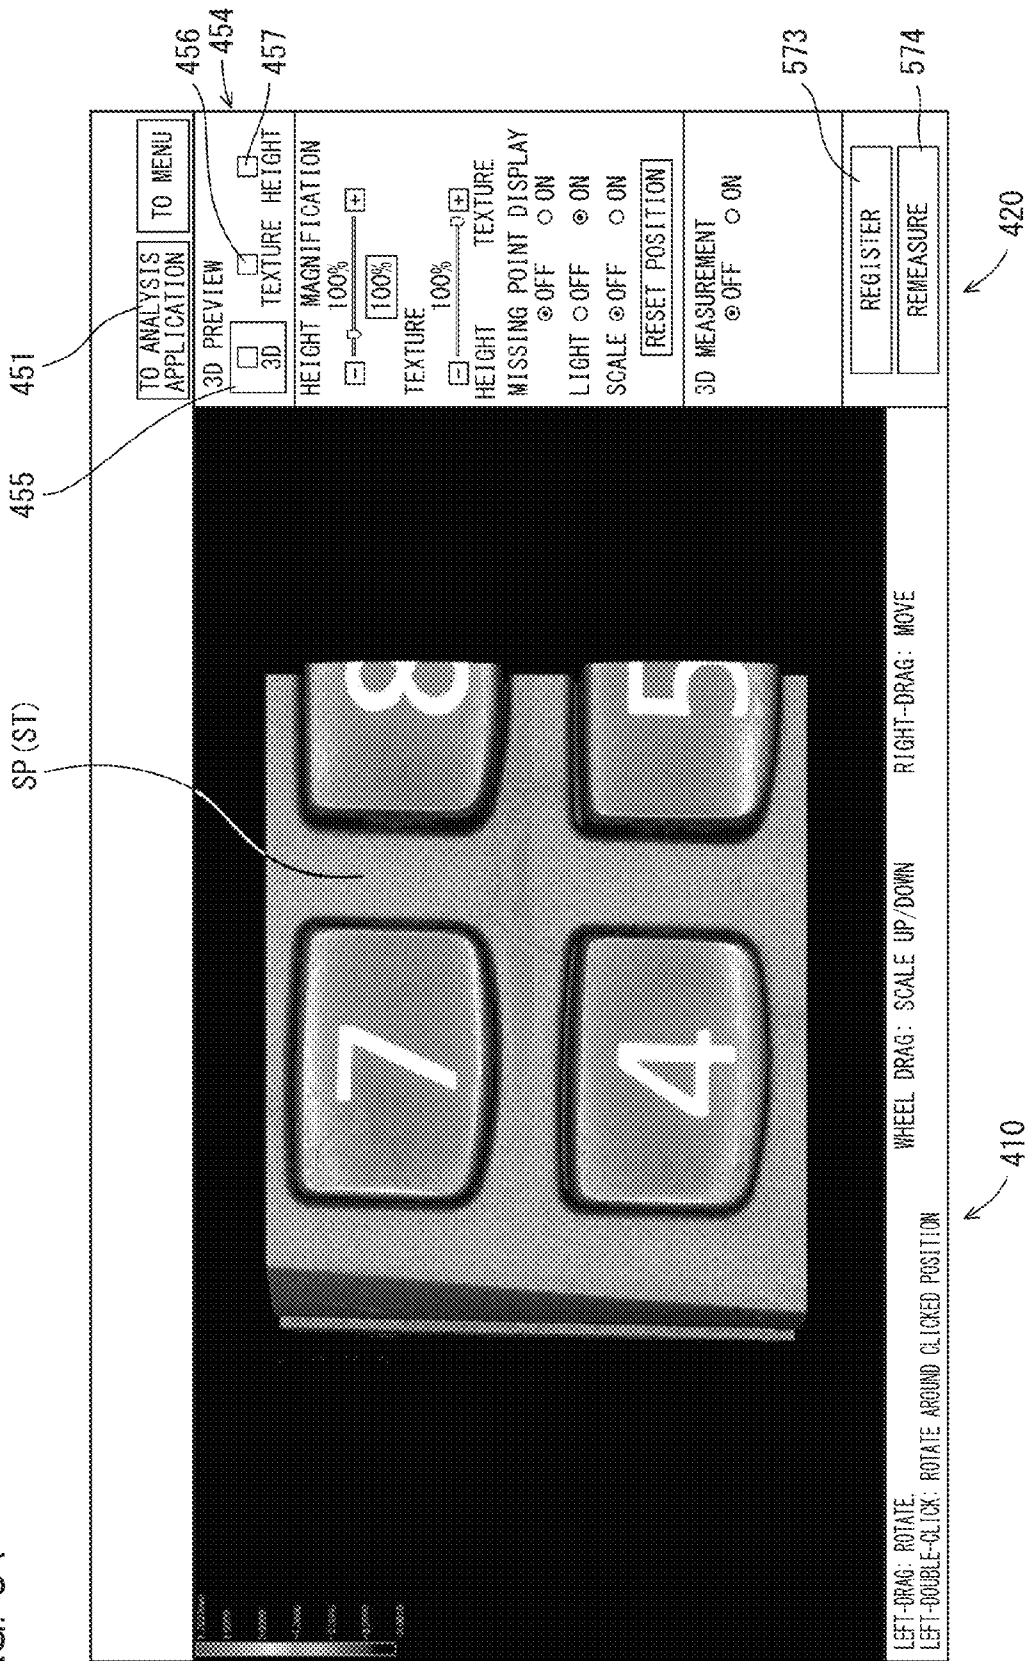 SP(ST)
455
451
456
454
457
TO ANALYSIS
APPLICATION
TO MENU
3D PREVIEW
3D
TEXTURE
HEIGHT
HEIGHT MAGNIFICATION
100%
100%
TEXTURE
100%
HEIGHT
TEXTURE
MISSING POINT DISPLAY
OFF
ON
LIGHT
OFF
ON
SCALE
OFF
ON
RESET POSITION
3D MEASUREMENT
OFF
ON
REGISTER
573
REMEASURE
574
7
8
4
5
LEFT-DRAG: ROTATE,
WHEEL DRAG: SCALE UP/DOWN
RIGHT-DRAG: MOVE
LEFT-DOUBLE-CLICK: ROTATE AROUND CLICKED POSITION
410
420